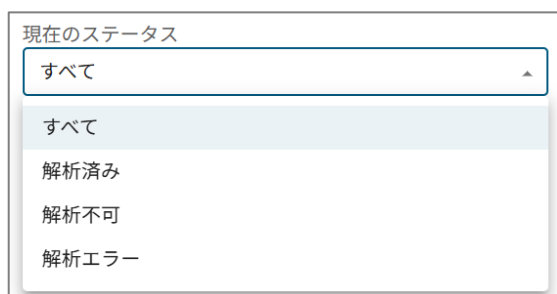 現在のステータス
すべて
すべて
解析済み
解析不可
解析エラー